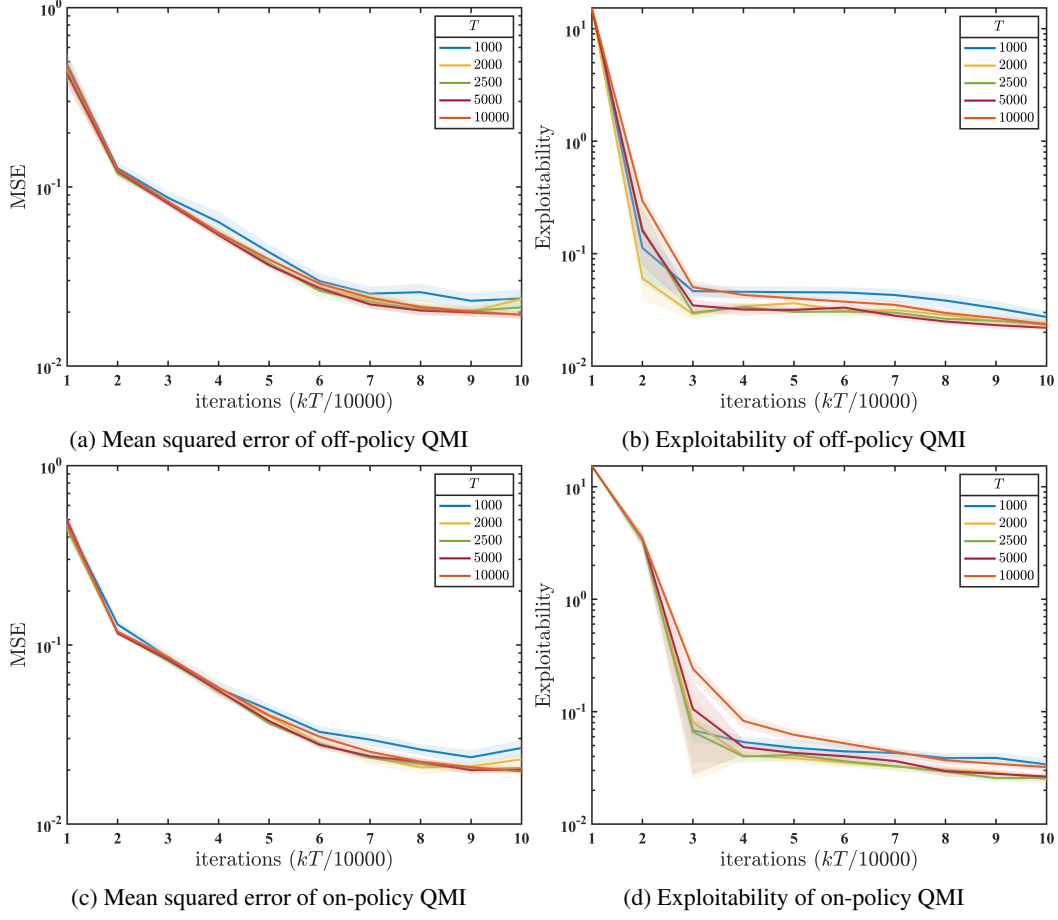 10^0
10^-1
10^-2
MSE
1 2 3 4 5 6 7 8 9 10
iterations (kT/10000)
T
1000
2000
2500
5000
10000
(a) Mean squared error of off-policy QMI
10^1
10^0
10^-1
10^-2
Exploitability
1 2 3 4 5 6 7 8 9 10
iterations (kT/10000)
T
1000
2000
2500
5000
10000
(b) Exploitability of off-policy QMI
10^0
10^-1
10^-2
MSE
1 2 3 4 5 6 7 8 9 10
iterations (kT/10000)
T
1000
2000
2500
5000
10000
(c) Mean squared error of on-policy QMI
10^1
10^0
10^-1
10^-2
Exploitability
1 2 3 4 5 6 7 8 9 10
iterations (kT/10000)
T
1000
2000
2500
5000
10000
(d) Exploitability of on-policy QMI